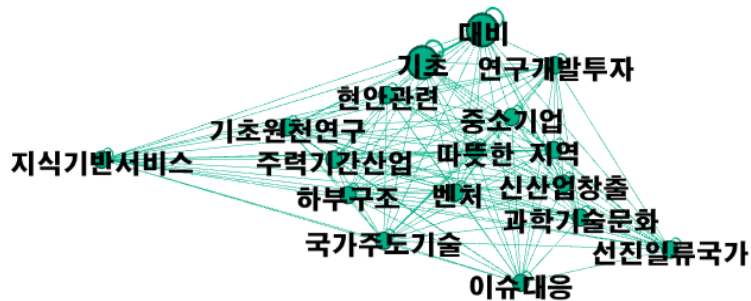 대비
기초
연구개발투자
현안관련
중소기업
기초원천연구
따뜻한 지역
지식기반서비스
주력기간산업
신산업창출
하부구조
벤처
과학기술문화
국가주도기술
선진일류국가
이슈대응